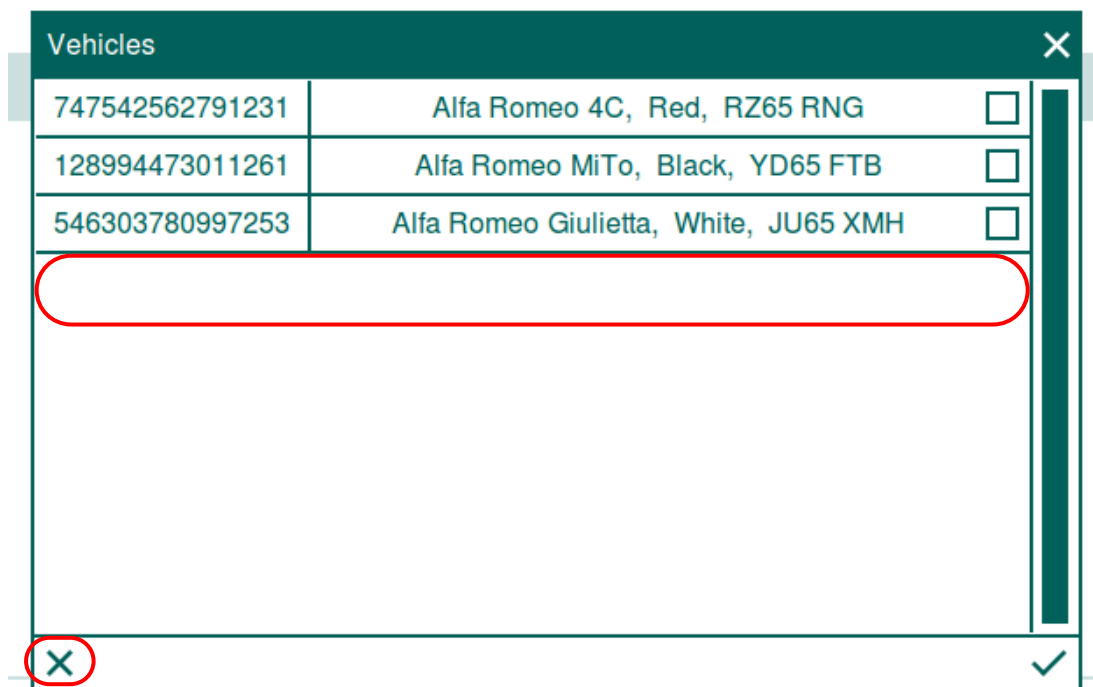 Vehicles
747542562791231 Alfa Romeo 4C, Red, RZ65 RNG
128994473011261 Alfa Romeo MiTo, Black, YD65 FTB
546303780997253 Alfa Romeo Giulietta, White, JU65 XMH